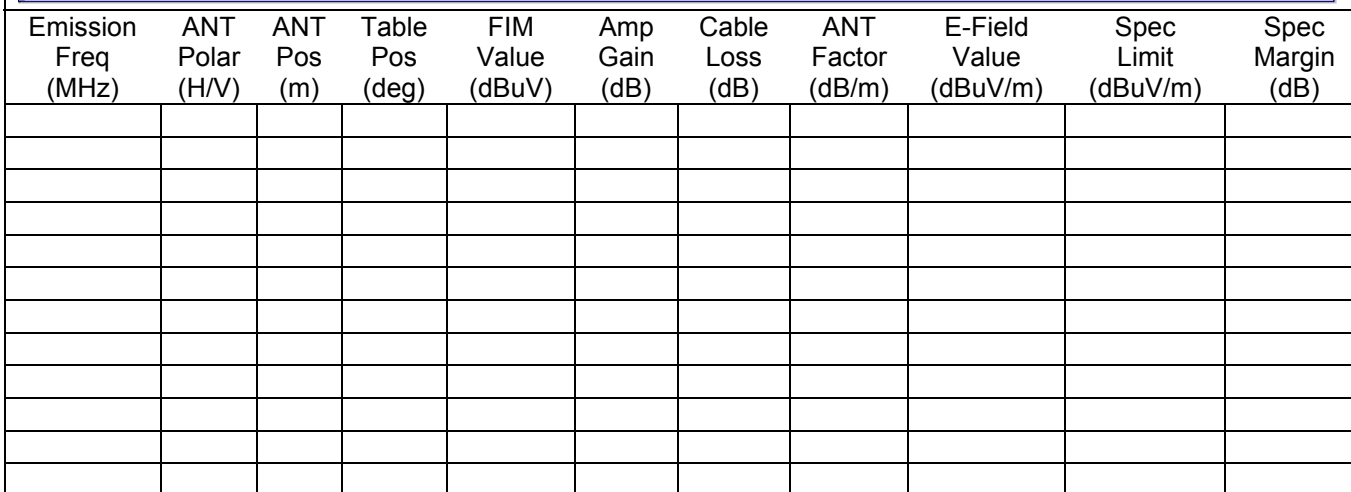 Emission ANT ANT Table FIM Amp Cable ANT E-Field Spec Spec
Freq Polar Pos Pos Value Gain Loss Factor Value Limit Margin
(MHz) (H/V) (m) (deg) (dBuV) (dB) (dB) (dB/m) (dBuV/m) (dBuV/m) (dB)